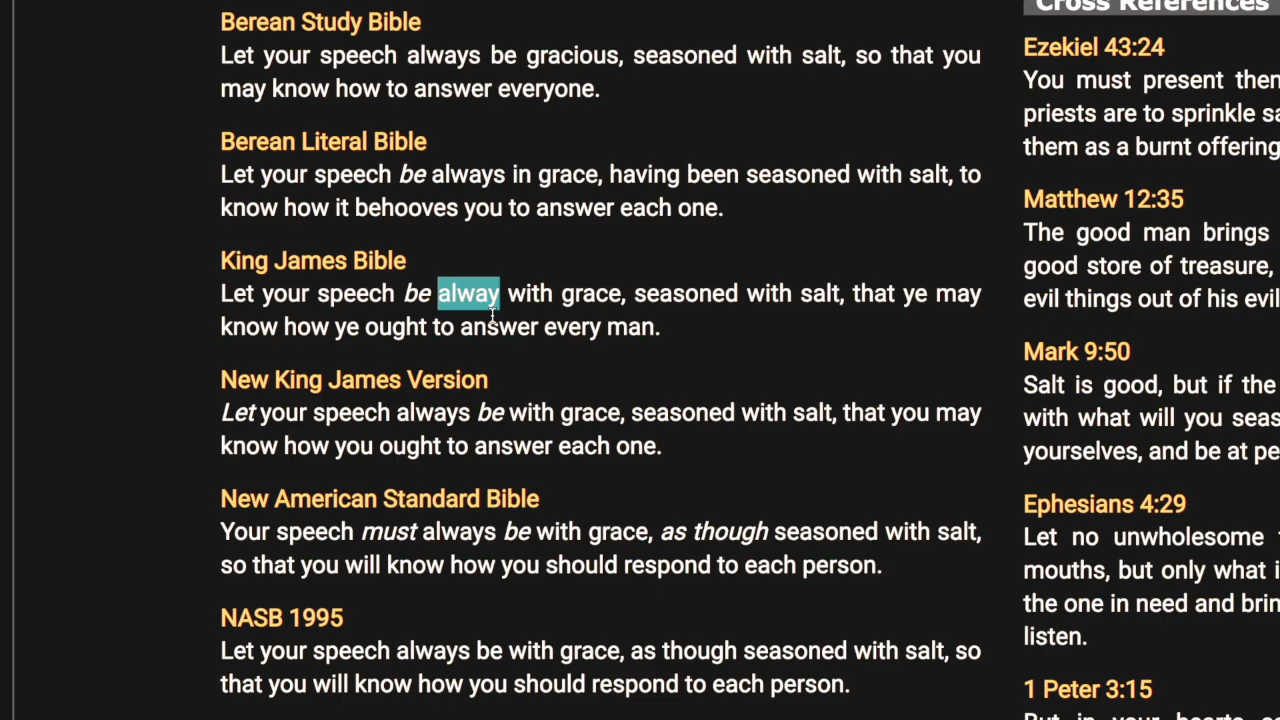 Berean Study Bible
Let your speech always be gracious, seasoned with salt, so that you
may know how to answer everyone.
Berean Literal Bible
Let your speech be always in grace, having been seasoned with salt, to
know how it behooves you to answer each one.
King James Bible
Let your speech be alway with grace, seasoned with salt, that ye may
know how ye ought to answer every man.
New King James Version
Let your speech always be with grace, seasoned with salt, that you may
know how you ought to answer each one.
New American Standard Bible
Your speech must always be with grace, as though seasoned with salt,
so that you will know how you should respond to each person.
NASB 1995
Let your speech always be with grace, as though seasoned with salt, so
that you will know how you should respond to each person.
Cross References
Ezekiel 43:24
You must present
priests are to sprinkle
them as a burnt offering
Matthew 12:35
The good man brings
good store of treasure,
evil things out of his evil
Mark 9:50
Salt is good, but if the
with what will you
yourselves, and be at
Ephesians 4:29
Let no unwholesome
mouths, but only what
the one in need and
listen.
1 Peter 3:15
But in your hearts